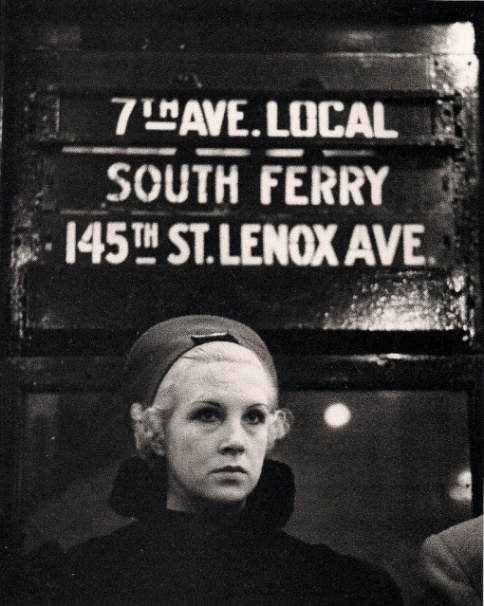 7TH AVE. LOCAL
SOUTH FERRY
145TH ST. LENOX AVE.